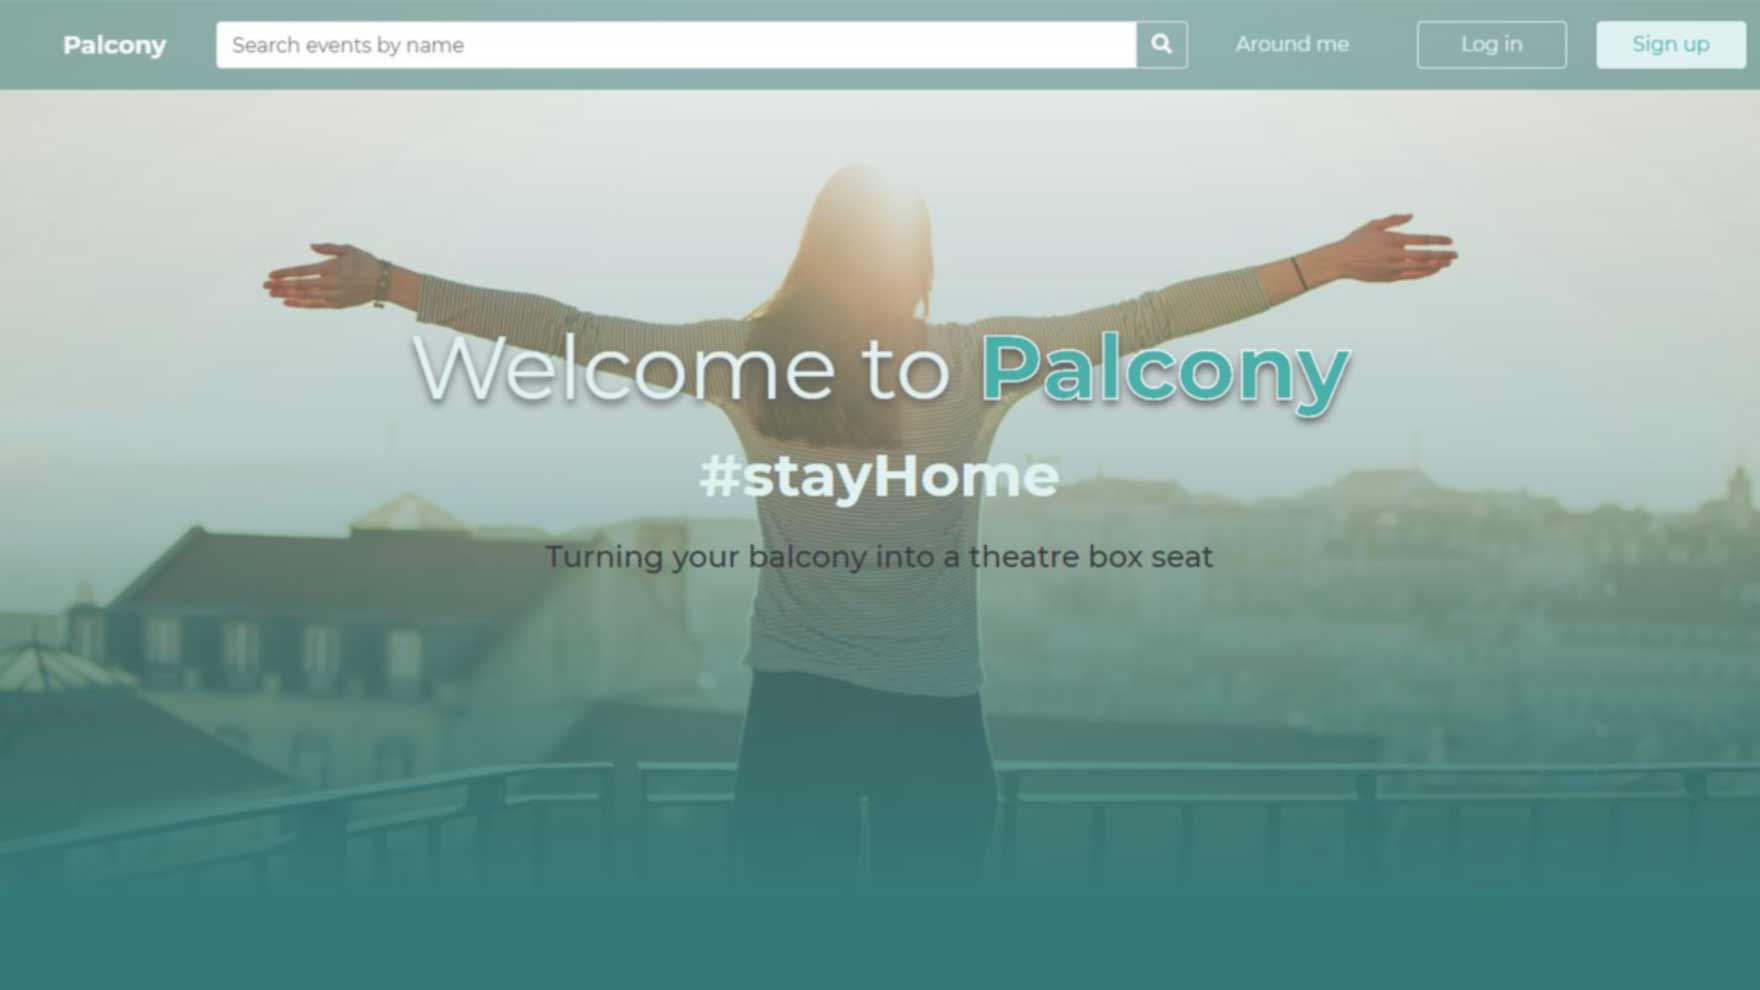 Palcony
Search events by name
Around me
Log in
Sign up
Welcome to Palcony
#stayHome
Turning your balcony into a theatre box seat